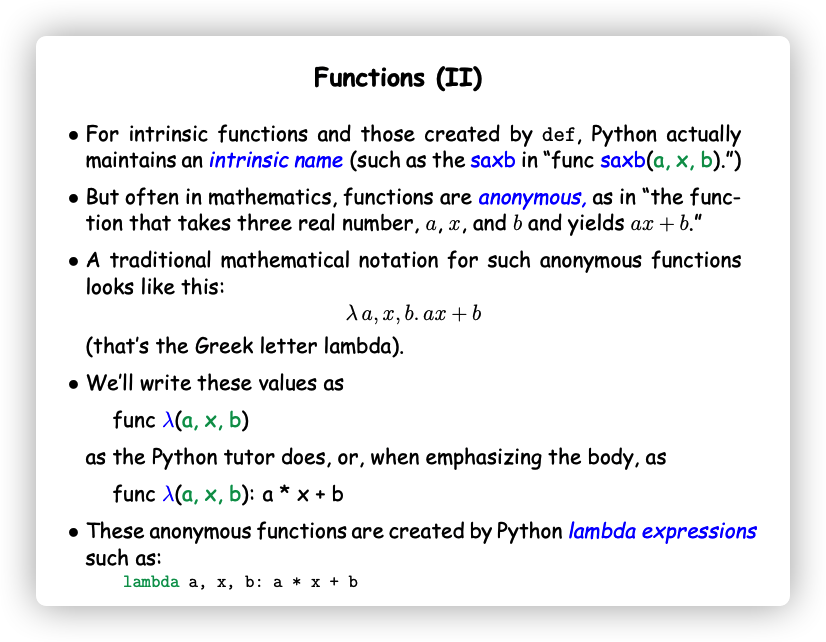 Functions (II)
• For intrinsic functions and those created by def, Python actually
maintains an intrinsic name (such as the saxb in “func saxb(a, x, b).”)
• But often in mathematics, functions are anonymous, as in “the func-
tion that takes three real number, a, x, and b and yields ax + b.”
• A traditional mathematical notation for such anonymous functions
looks like this:
λ a, x, b. ax + b
(that’s the Greek letter lambda).
• We’ll write these values as
func λ(a, x, b)
as the Python tutor does, or, when emphasizing the body, as
func λ(a, x, b): a * x + b
• These anonymous functions are created by Python lambda expressions
such as:
lambda a, x, b: a * x + b